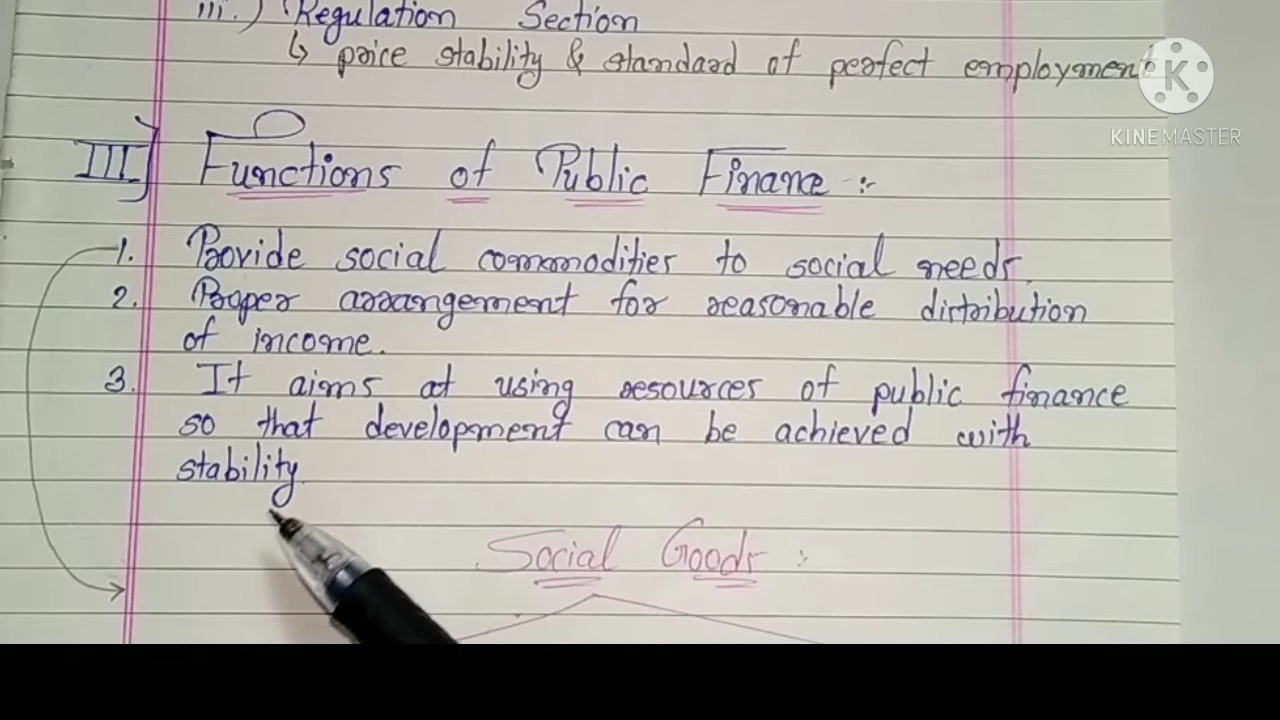 iii.) Regulation Section
↳ price stability & standard of perfect employment
K
KINEMASTER
III) Functions of Public Finance :-
1. Provide social commodities to social needs.
2. Proper arrangement for reasonable distribution
of income.
3. It aims at using resources of public finance
so that development can be achieved with
stability.
Social Goods :